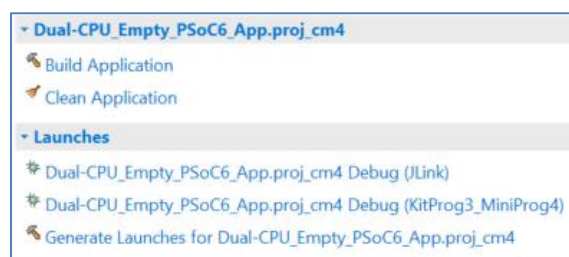 Dual-CPU_Empty_PSoC6_App.proj_cm4
Build Application
Clean Application
Launches
Dual-CPU_Empty_PSoC6_App.proj_cm4 Debug (JLink)
Dual-CPU_Empty_PSoC6_App.proj_cm4 Debug (KitProg3_MiniProg4)
Generate Launches for Dual-CPU_Empty_PSoC6_App.proj_cm4